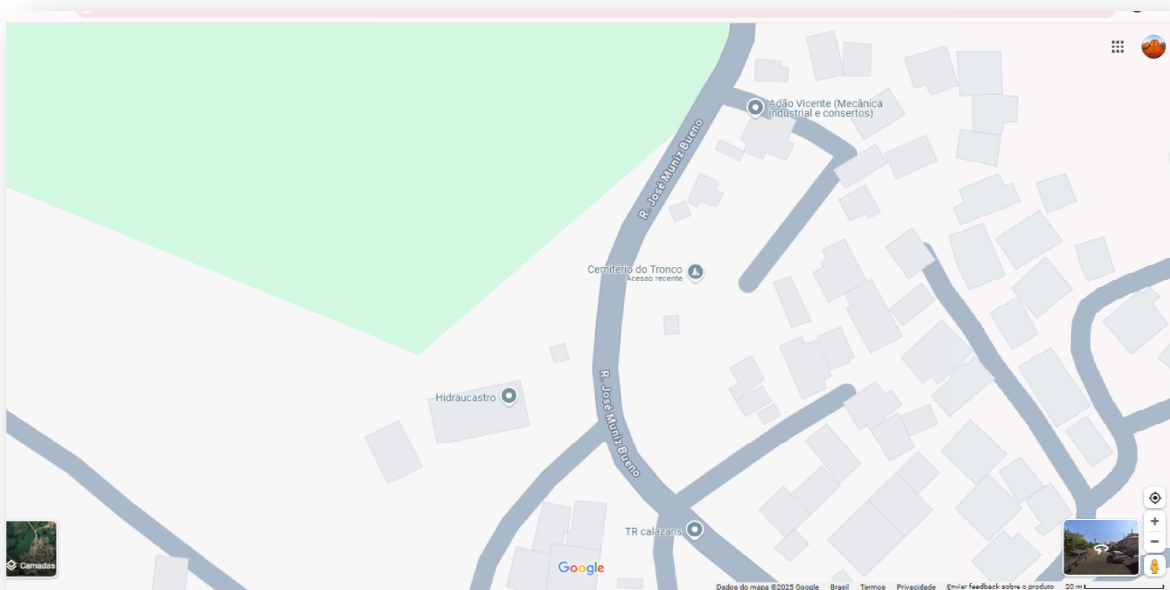 Adão Vicente (Mecânica
industrial e consertos)
R. José Muniz Bueno
Cemitério do Tronco
Acesso recente
R. José Muniz Bueno
Hidraucastro
TR calazans
Camadas
Google
Dados do mapa ©2025 Google Brasil Termos Privacidade Enviar feedback sobre o produto 20 m